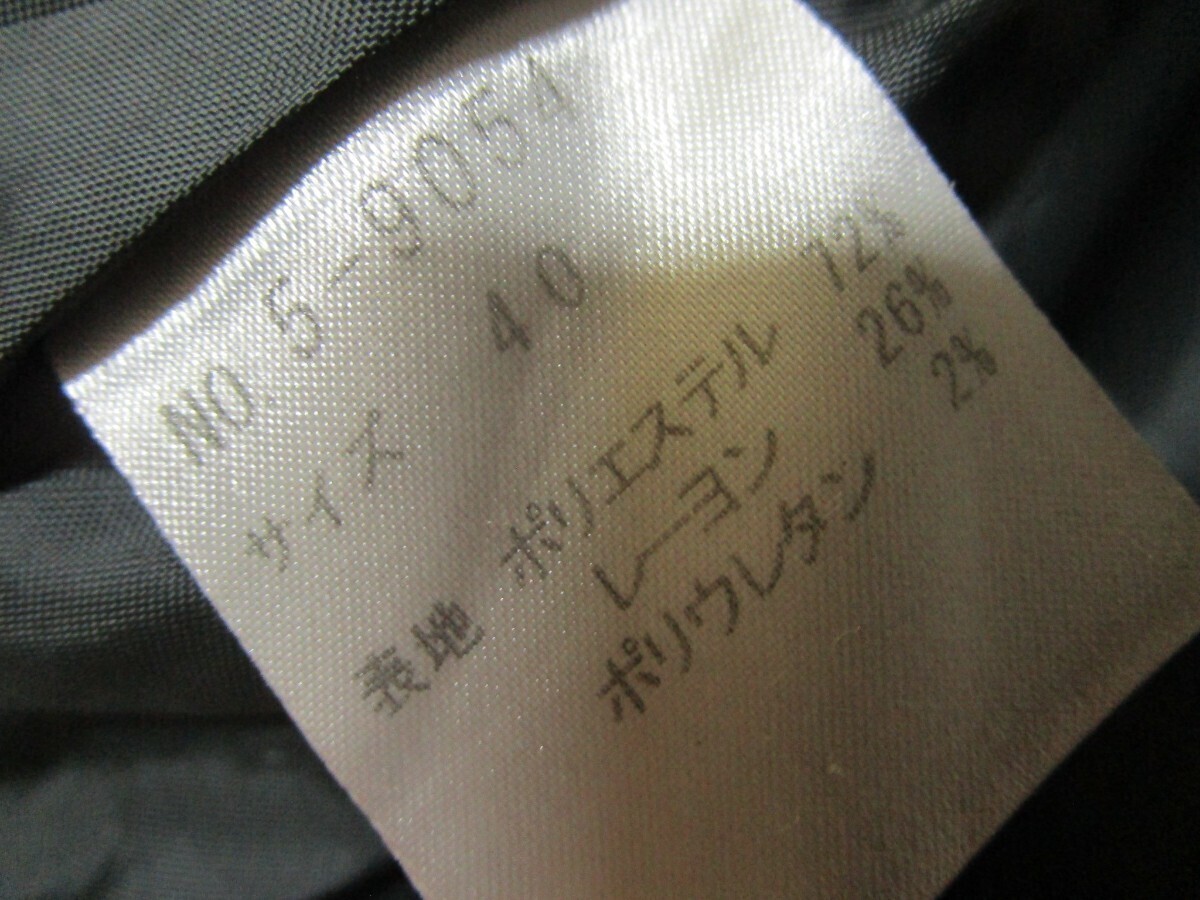 NO. 5-9054
サイズ 40
表地 ポリエステル 72%
レーヨン 26%
ポリウレタン 2%